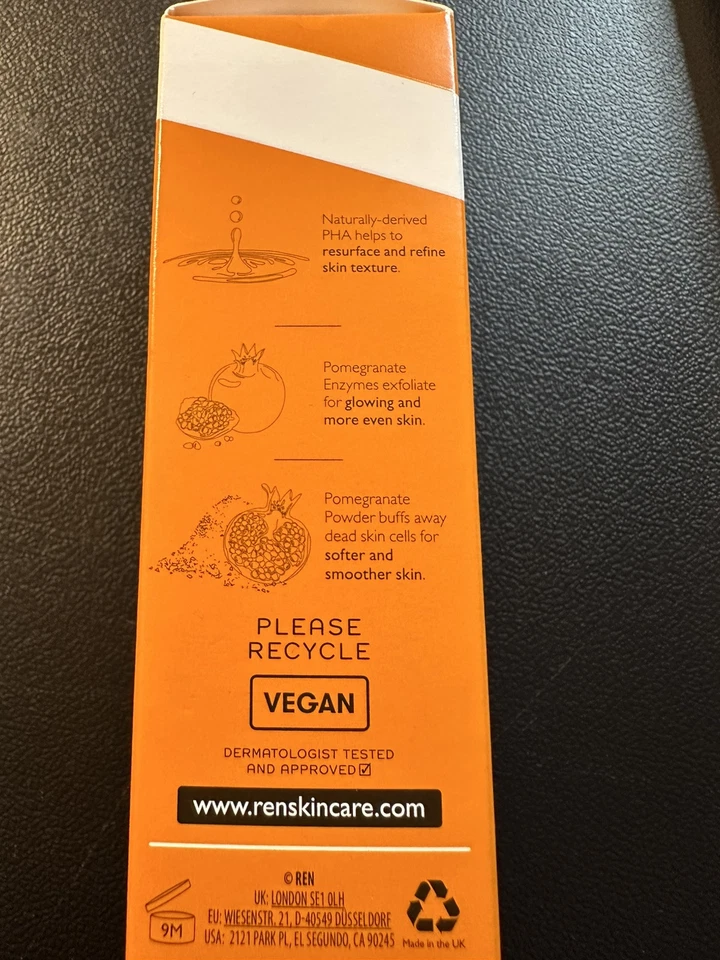 Naturally-derived
PHA helps to
resurface and refine
skin texture.
Pomegranate
Enzymes exfoliate
for glowing and
more even skin.
Pomegranate
Powder buffs away
dead skin cells for
softer and
smoother skin.
PLEASE
RECYCLE
VEGAN
DERMATOLOGIST TESTED
AND APPROVED☑
www.renskincare.com
© REN
UK: LONDON SE1 0LH
EU: WIESENSTR. 21, D-40549 DÜSSELDORF
USA: 2121 PARK PL, EL SEGUNDO, CA 90245
9M
Made in the UK